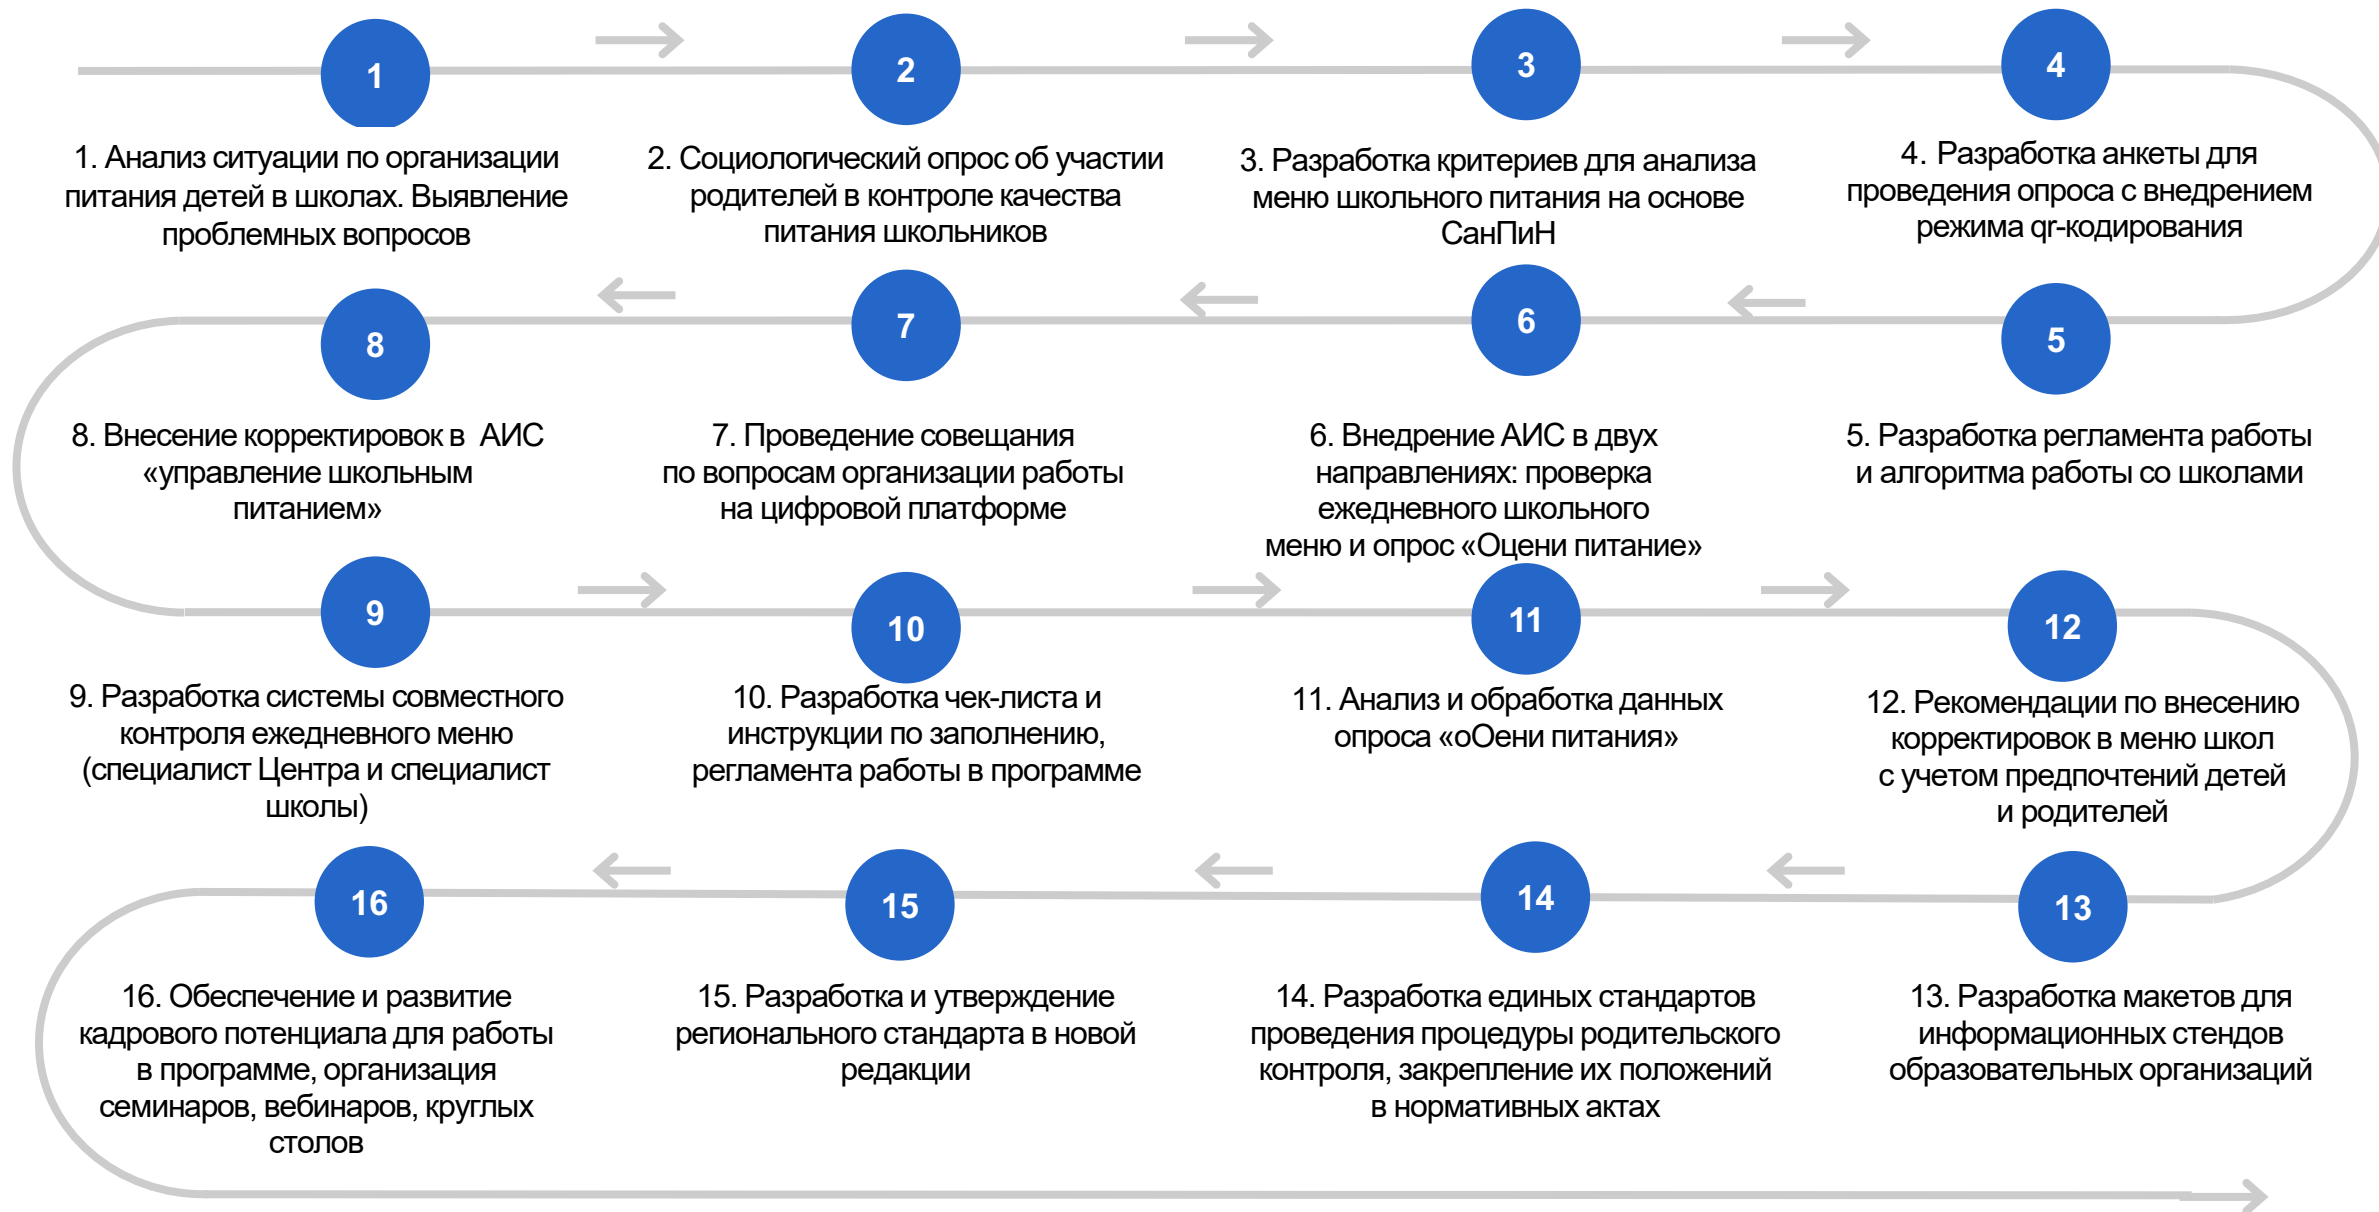 1
1. Анализ ситуации по организации
питания детей в школах. Выявление
проблемных вопросов
2
2. Социологический опрос об участии
родителей в контроле качества
питания школьников
3
3. Разработка критериев для анализа
меню школьного питания на основе
СанПиН
4
4. Разработка анкеты для
проведения опроса с внедрением
режима qr-кодирования
5
5. Разработка регламента работы
и алгоритма работы со школами
6
6. Внедрение АИС в двух
направлениях: проверка
ежедневного школьного
меню и опрос «Оцени питание»
7
7. Проведение совещания
по вопросам организации работы
на цифровой платформе
8
8. Внесение корректировок в АИС
«управление школьным
питанием»
9
9. Разработка системы совместного
контроля ежедневного меню
(специалист Центра и специалист
школы)
10
10. Разработка чек-листа и
инструкции по заполнению,
регламента работы в программе
11
11. Анализ и обработка данных
опроса «оОени питания»
12
12. Рекомендации по внесению
корректировок в меню школ
с учетом предпочтений детей
и родителей
13
13. Разработка макетов для
информационных стендов
образовательных организаций
14
14. Разработка единых стандартов
проведения процедуры родительского
контроля, закрепление их положений
в нормативных актах
15
15. Разработка и утверждение
регионального стандарта в новой
редакции
16
16. Обеспечение и развитие
кадрового потенциала для работы
в программе, организация
семинаров, вебинаров, круглых
столов